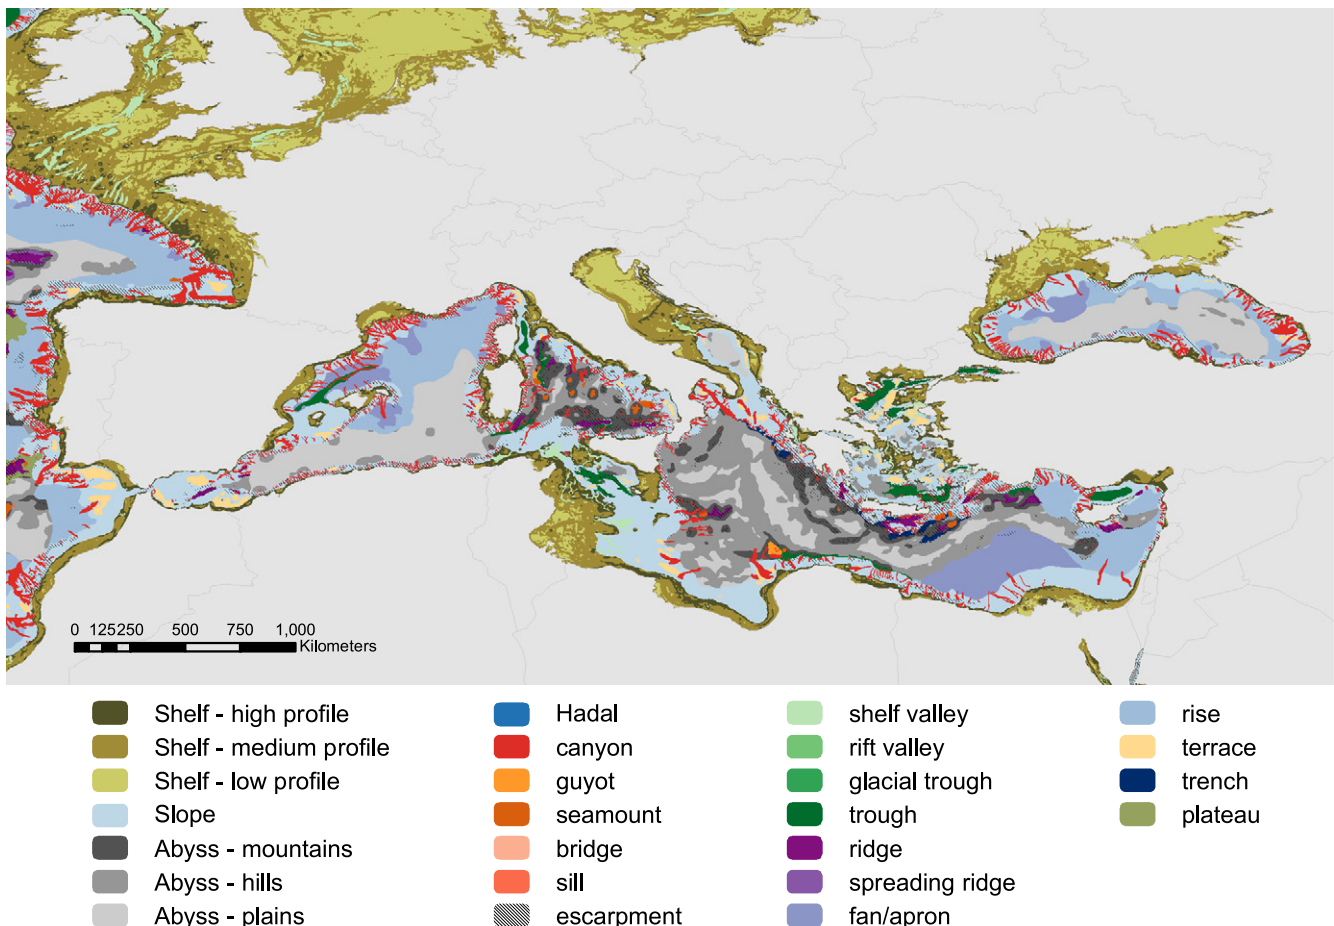 0 125250 500 750 1,000
Kilometers
Shelf - high profile
Shelf - medium profile
Shelf - low profile
Slope
Abyss - mountains
Abyss - hills
Abyss - plains
Hadal
canyon
guyot
seamount
bridge
sill
escarpment
shelf valley
rift valley
glacial trough
trough
ridge
spreading ridge
fan/apron
rise
terrace
trench
plateau